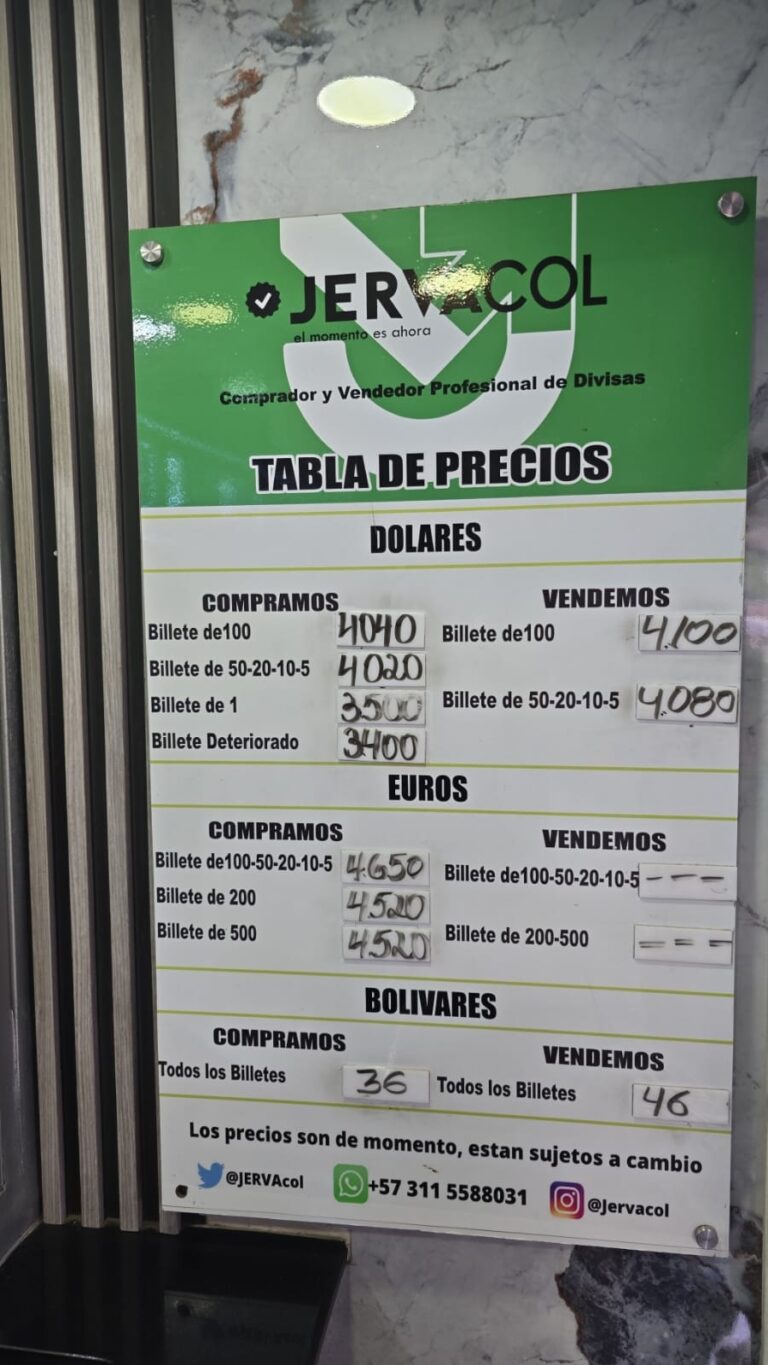 JERVACOL
el momento es ahora
Comprador y Vendedor Profesional de Divisas
TABLA DE PRECIOS
DOLARES
COMPRAMOS
Billete de100 4040
Billete de 50-20-10-5 4020
Billete de 1 3500
Billete Deteriorado 3400
VENDEMOS
Billete de100 4.100
Billete de 50-20-10-5 4.080
EUROS
COMPRAMOS
Billete de100-50-20-10-5 4.650
Billete de 200 4.520
Billete de 500 4.520
VENDEMOS
Billete de100-50-20-10-5 ---
Billete de 200-500 ===
BOLIVARES
COMPRAMOS
Todos los Billetes 36
VENDEMOS
Todos los Billetes 46
Los precios son de momento, estan sujetos a cambio
@JERVAcol +57 311 5588031 @Jervacol